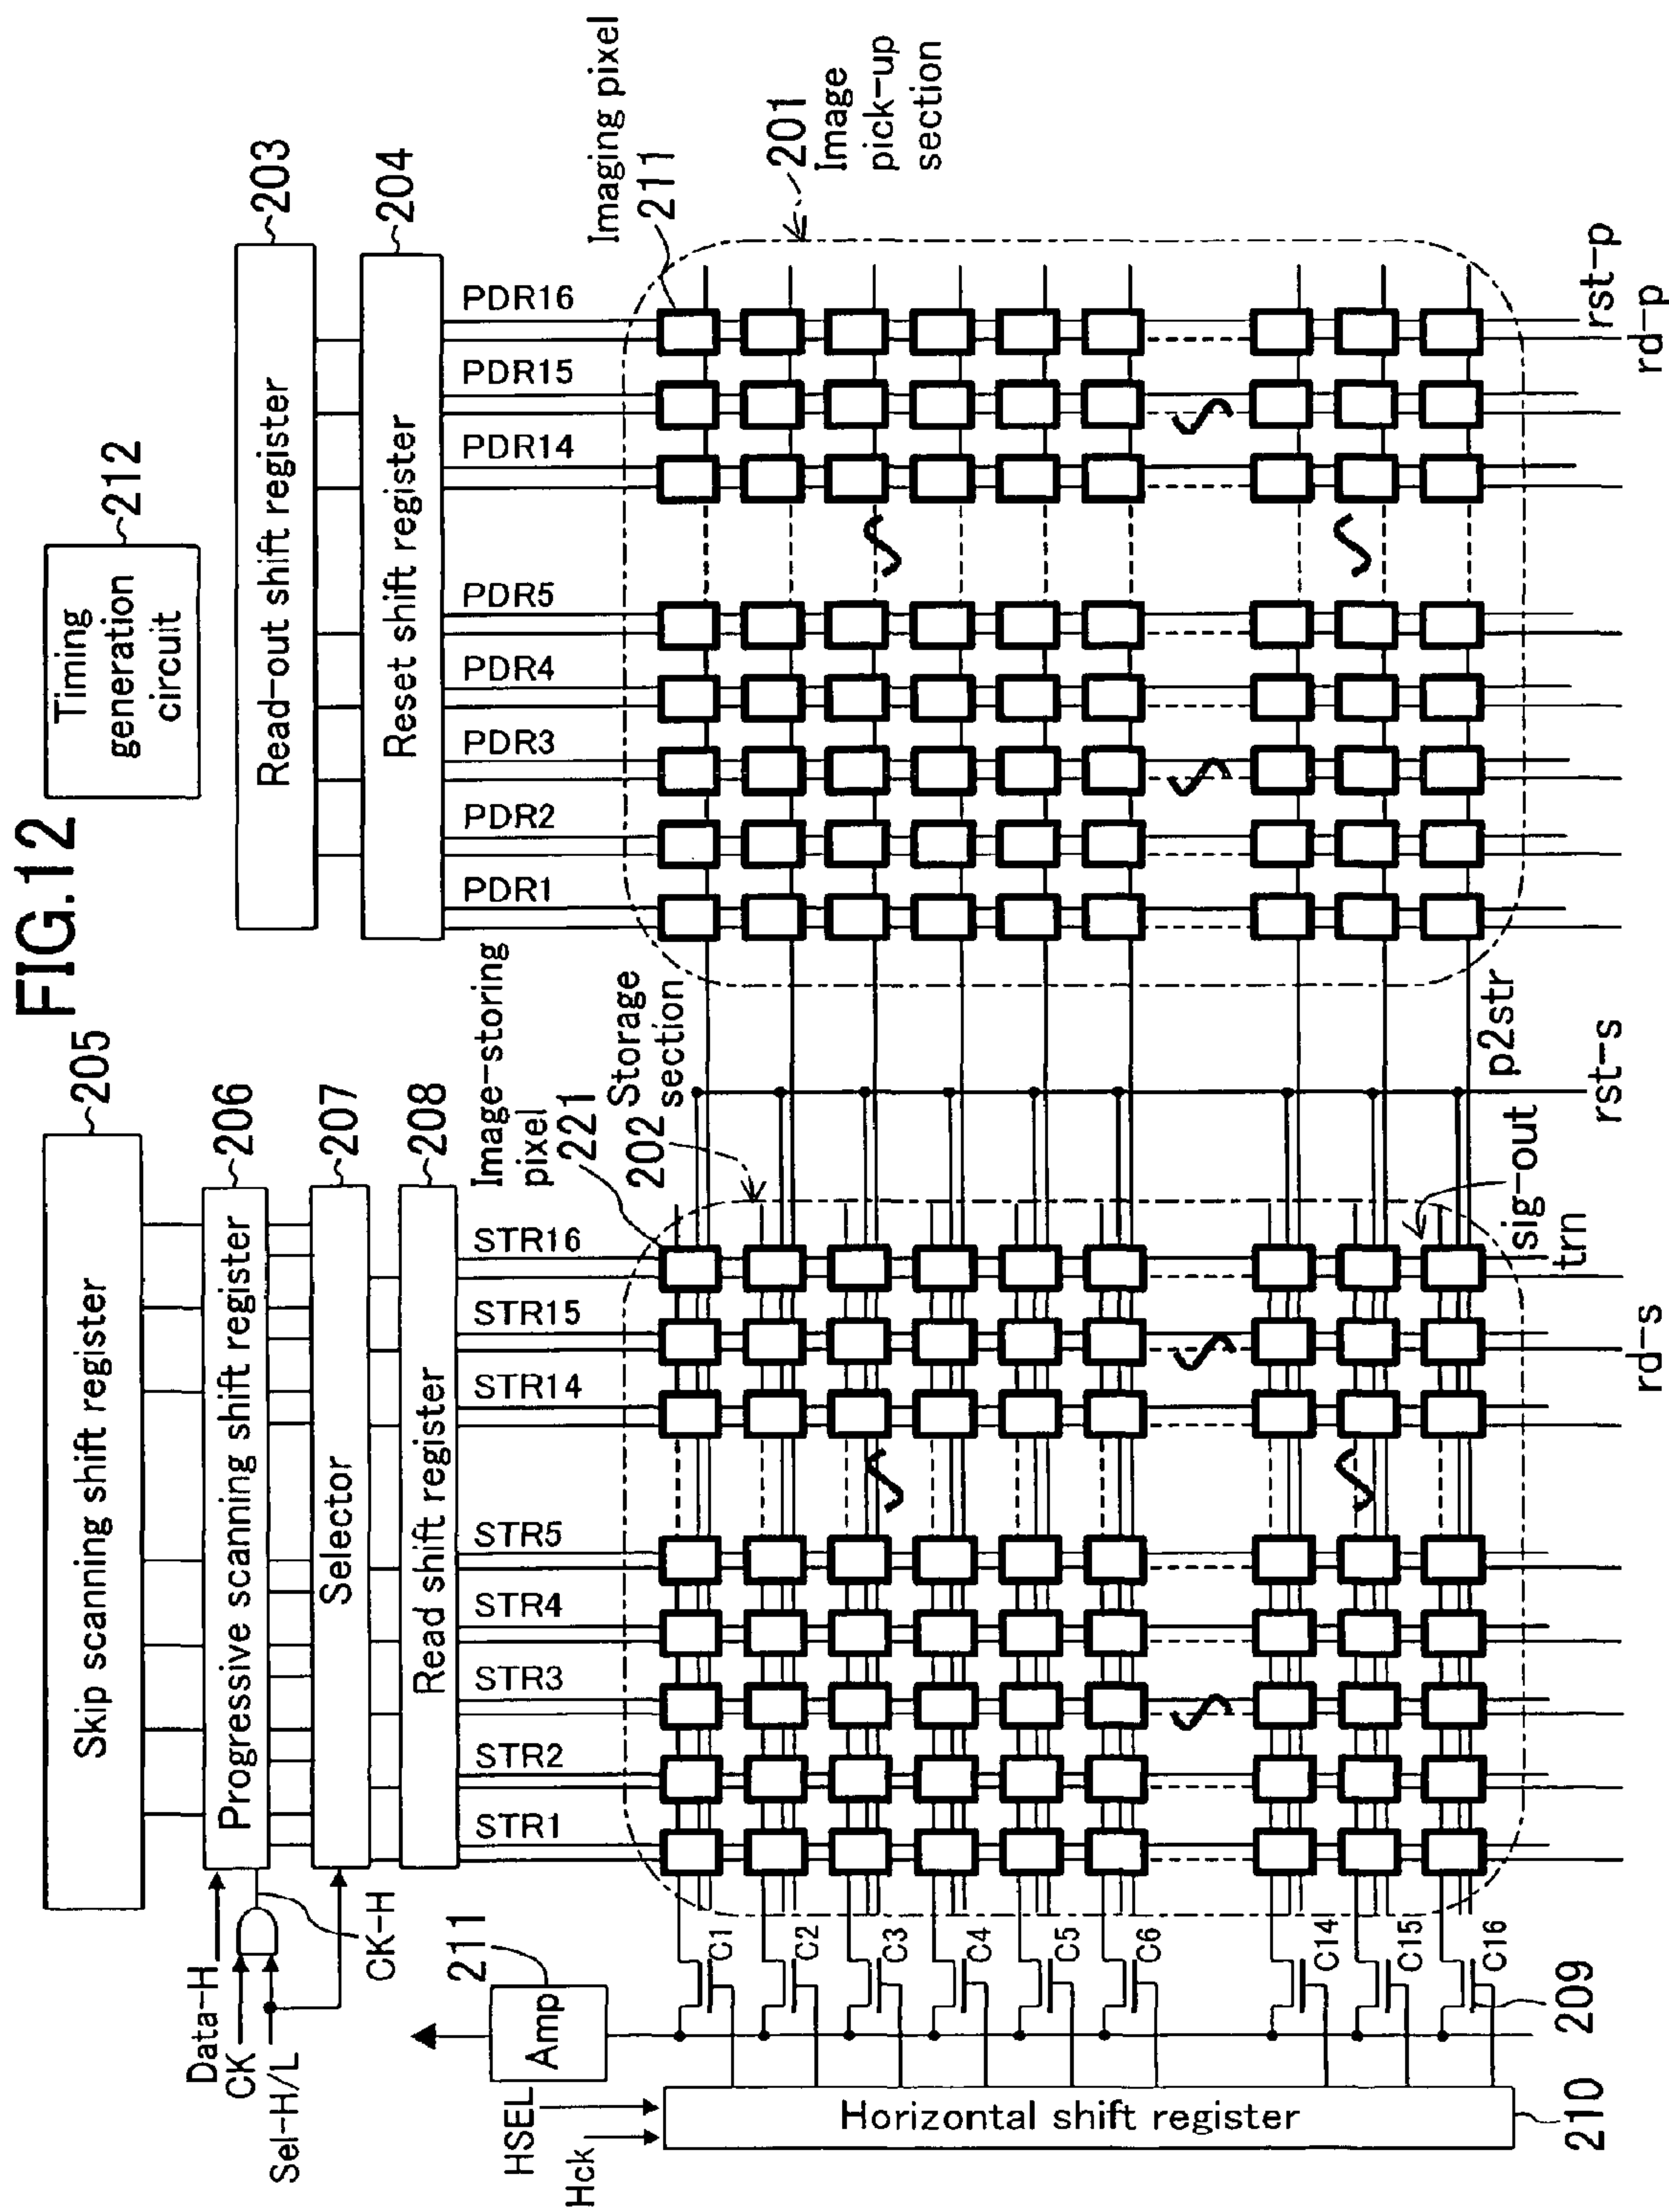 FIG.12
Timing
generation
circuit
212
Skip scanning shift register
205
Read-out shift register
203
Data-H
CK
Sel-H/L
CK-H
Progressive scanning shift register
206
Selector
207
Read shift register
208
Reset shift register
204
STR1
STR2
STR3
STR4
STR5
STR14
STR15
STR16
PDR1
PDR2
PDR3
PDR4
PDR5
PDR14
PDR15
PDR16
Image-storing
pixel
221
202
Storage
section
Imaging pixel
211
201
Image
pick-up
section
211
Amp
HSEL
Hck
Horizontal shift register
210
209
C1
C2
C3
C4
C5
C6
C14
C15
C16
sig-out
trn
rd-s
rst-s
p2str
rst-p
rd-p